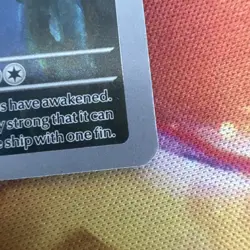 s have awakened.
y strong that it can
e ship with one fin.